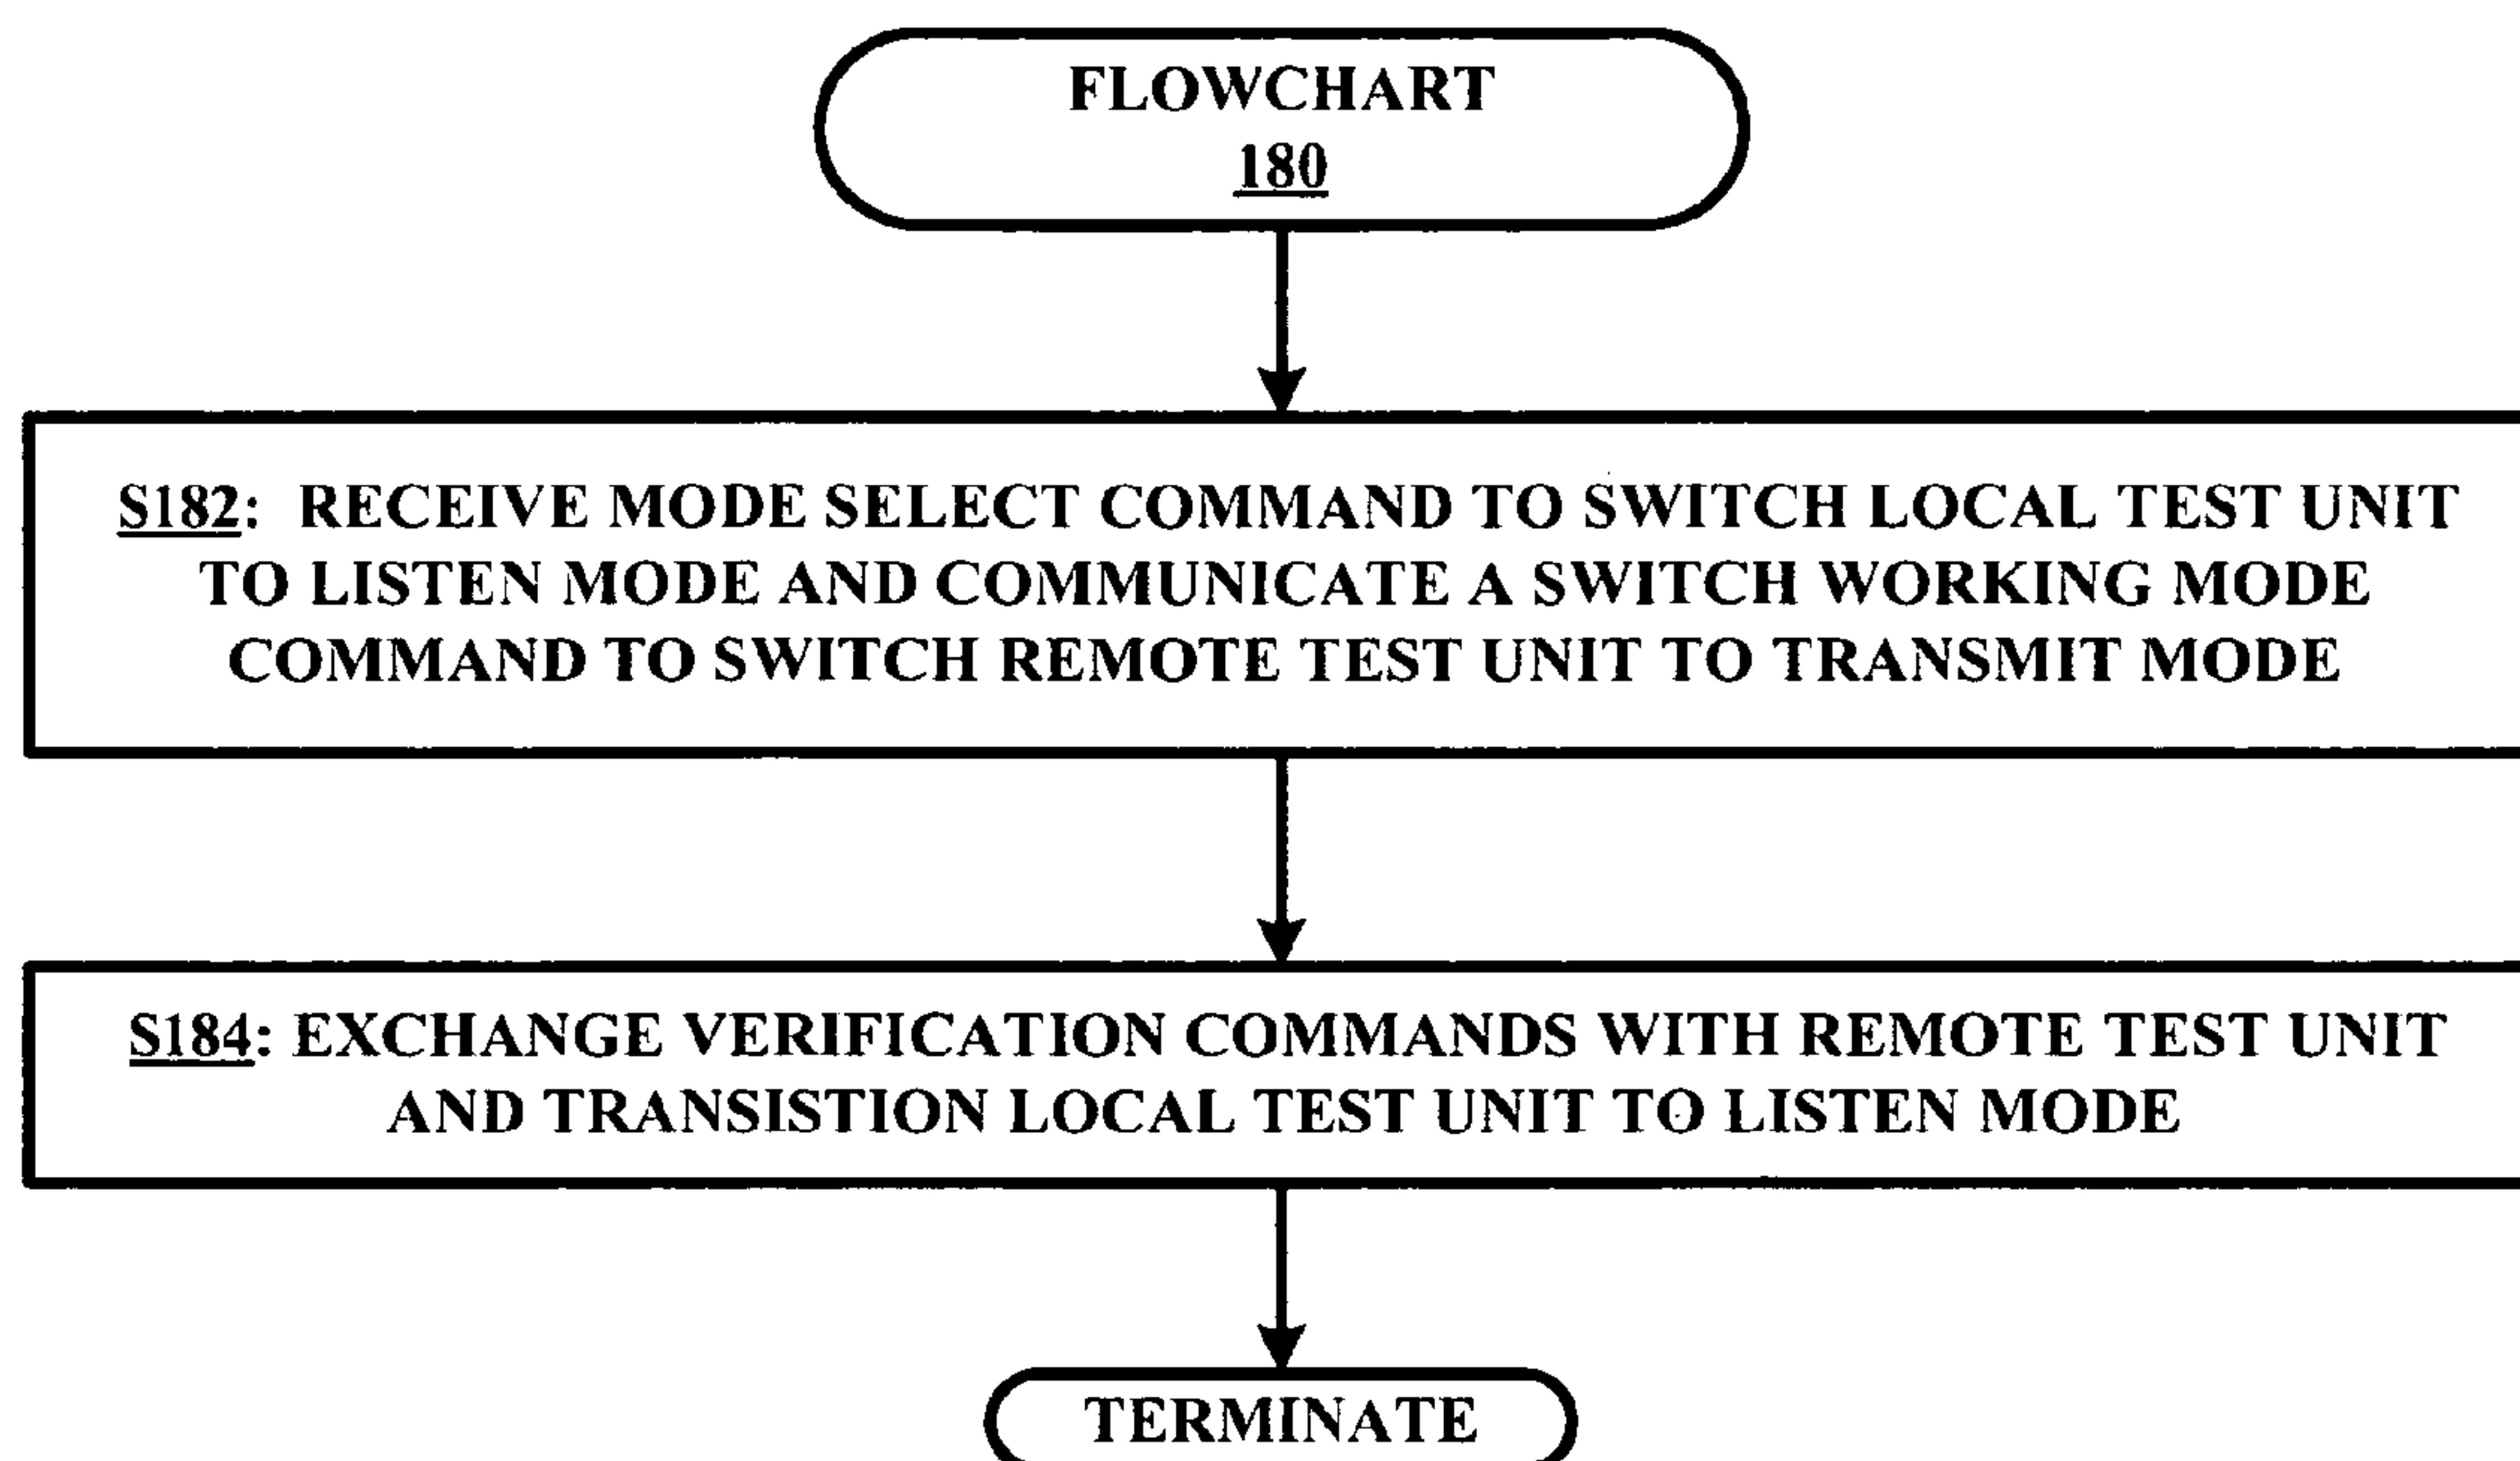 FLOWCHART
180
S182: RECEIVE MODE SELECT COMMAND TO SWITCH LOCAL TEST UNIT
TO LISTEN MODE AND COMMUNICATE A SWITCH WORKING MODE
COMMAND TO SWITCH REMOTE TEST UNIT TO TRANSMIT MODE
S184: EXCHANGE VERIFICATION COMMANDS WITH REMOTE TEST UNIT
AND TRANSISTION LOCAL TEST UNIT TO LISTEN MODE
TERMINATE